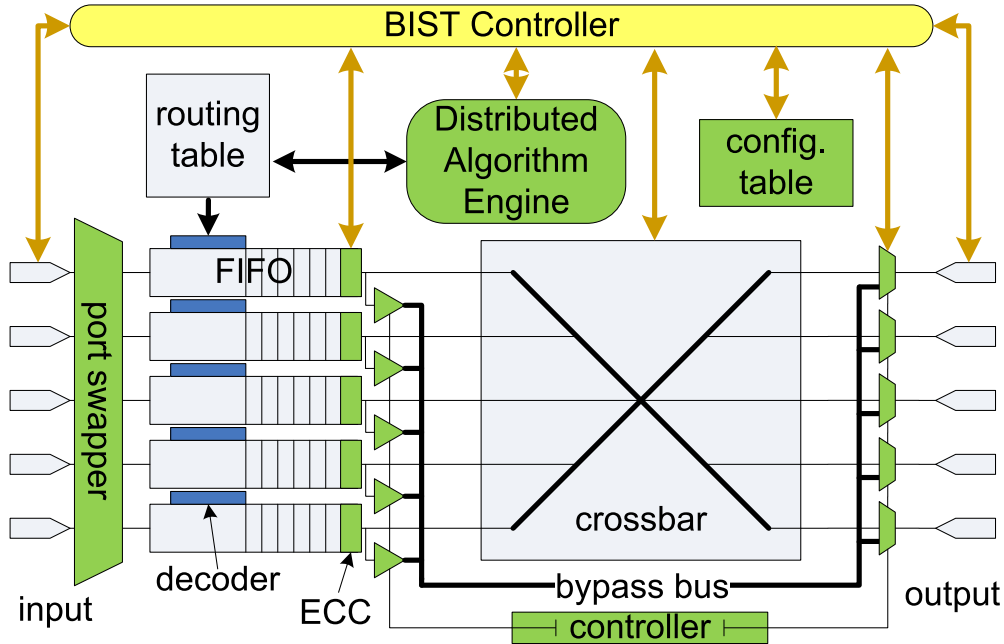 BIST Controller
routing
table
Distributed
Algorithm
Engine
config.
table
FIFO
port swapper
crossbar
decoder
ECC
bypass bus
input
output
controller